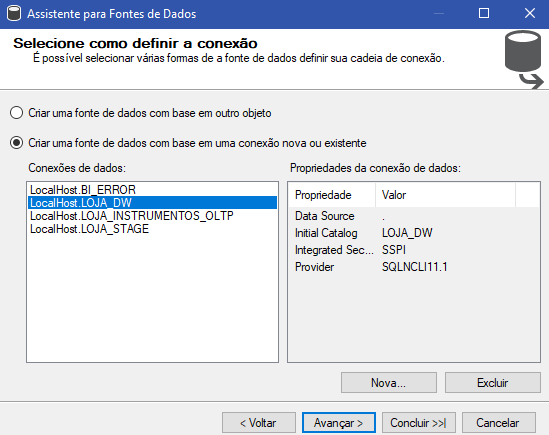 Assistente para Fontes de Dados
Selecione como definir a conexão
É possível selecionar várias formas de a fonte de dados definir sua cadeia de conexão.
Criar uma fonte de dados com base em outro objeto
Criar uma fonte de dados com base em uma conexão nova ou existente
Conexões de dados:
LocalHost.BI_ERROR
LocalHost.LOJA_DW
LocalHost.LOJA_INSTRUMENTOS_OLTP
LocalHost.LOJA_STAGE
Propriedades da conexão de dados:
Propriedade Valor
Data Source .
Initial Catalog LOJA_DW
Integrated Sec... SSPI
Provider SQLNCLI11.1
Nova... Excluir
< Voltar Avançar > Concluir >>| Cancelar